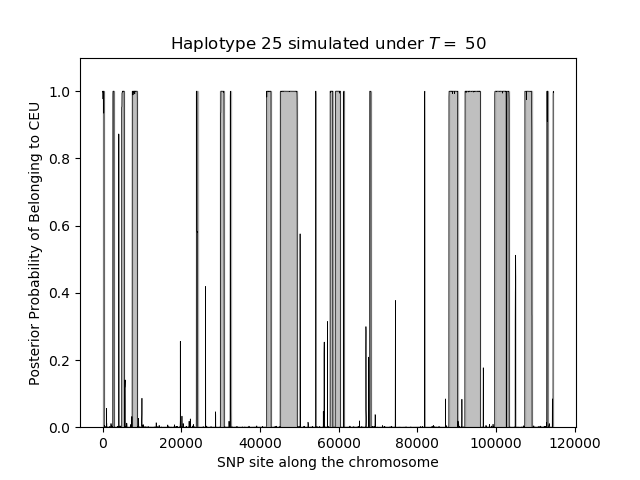 Haplotype 25 simulated under T = 50
Posterior Probability of Belonging to CEU
1.0
0.8
0.6
0.4
0.2
0.0
0 20000 40000 60000 80000 100000 120000
SNP site along the chromosome